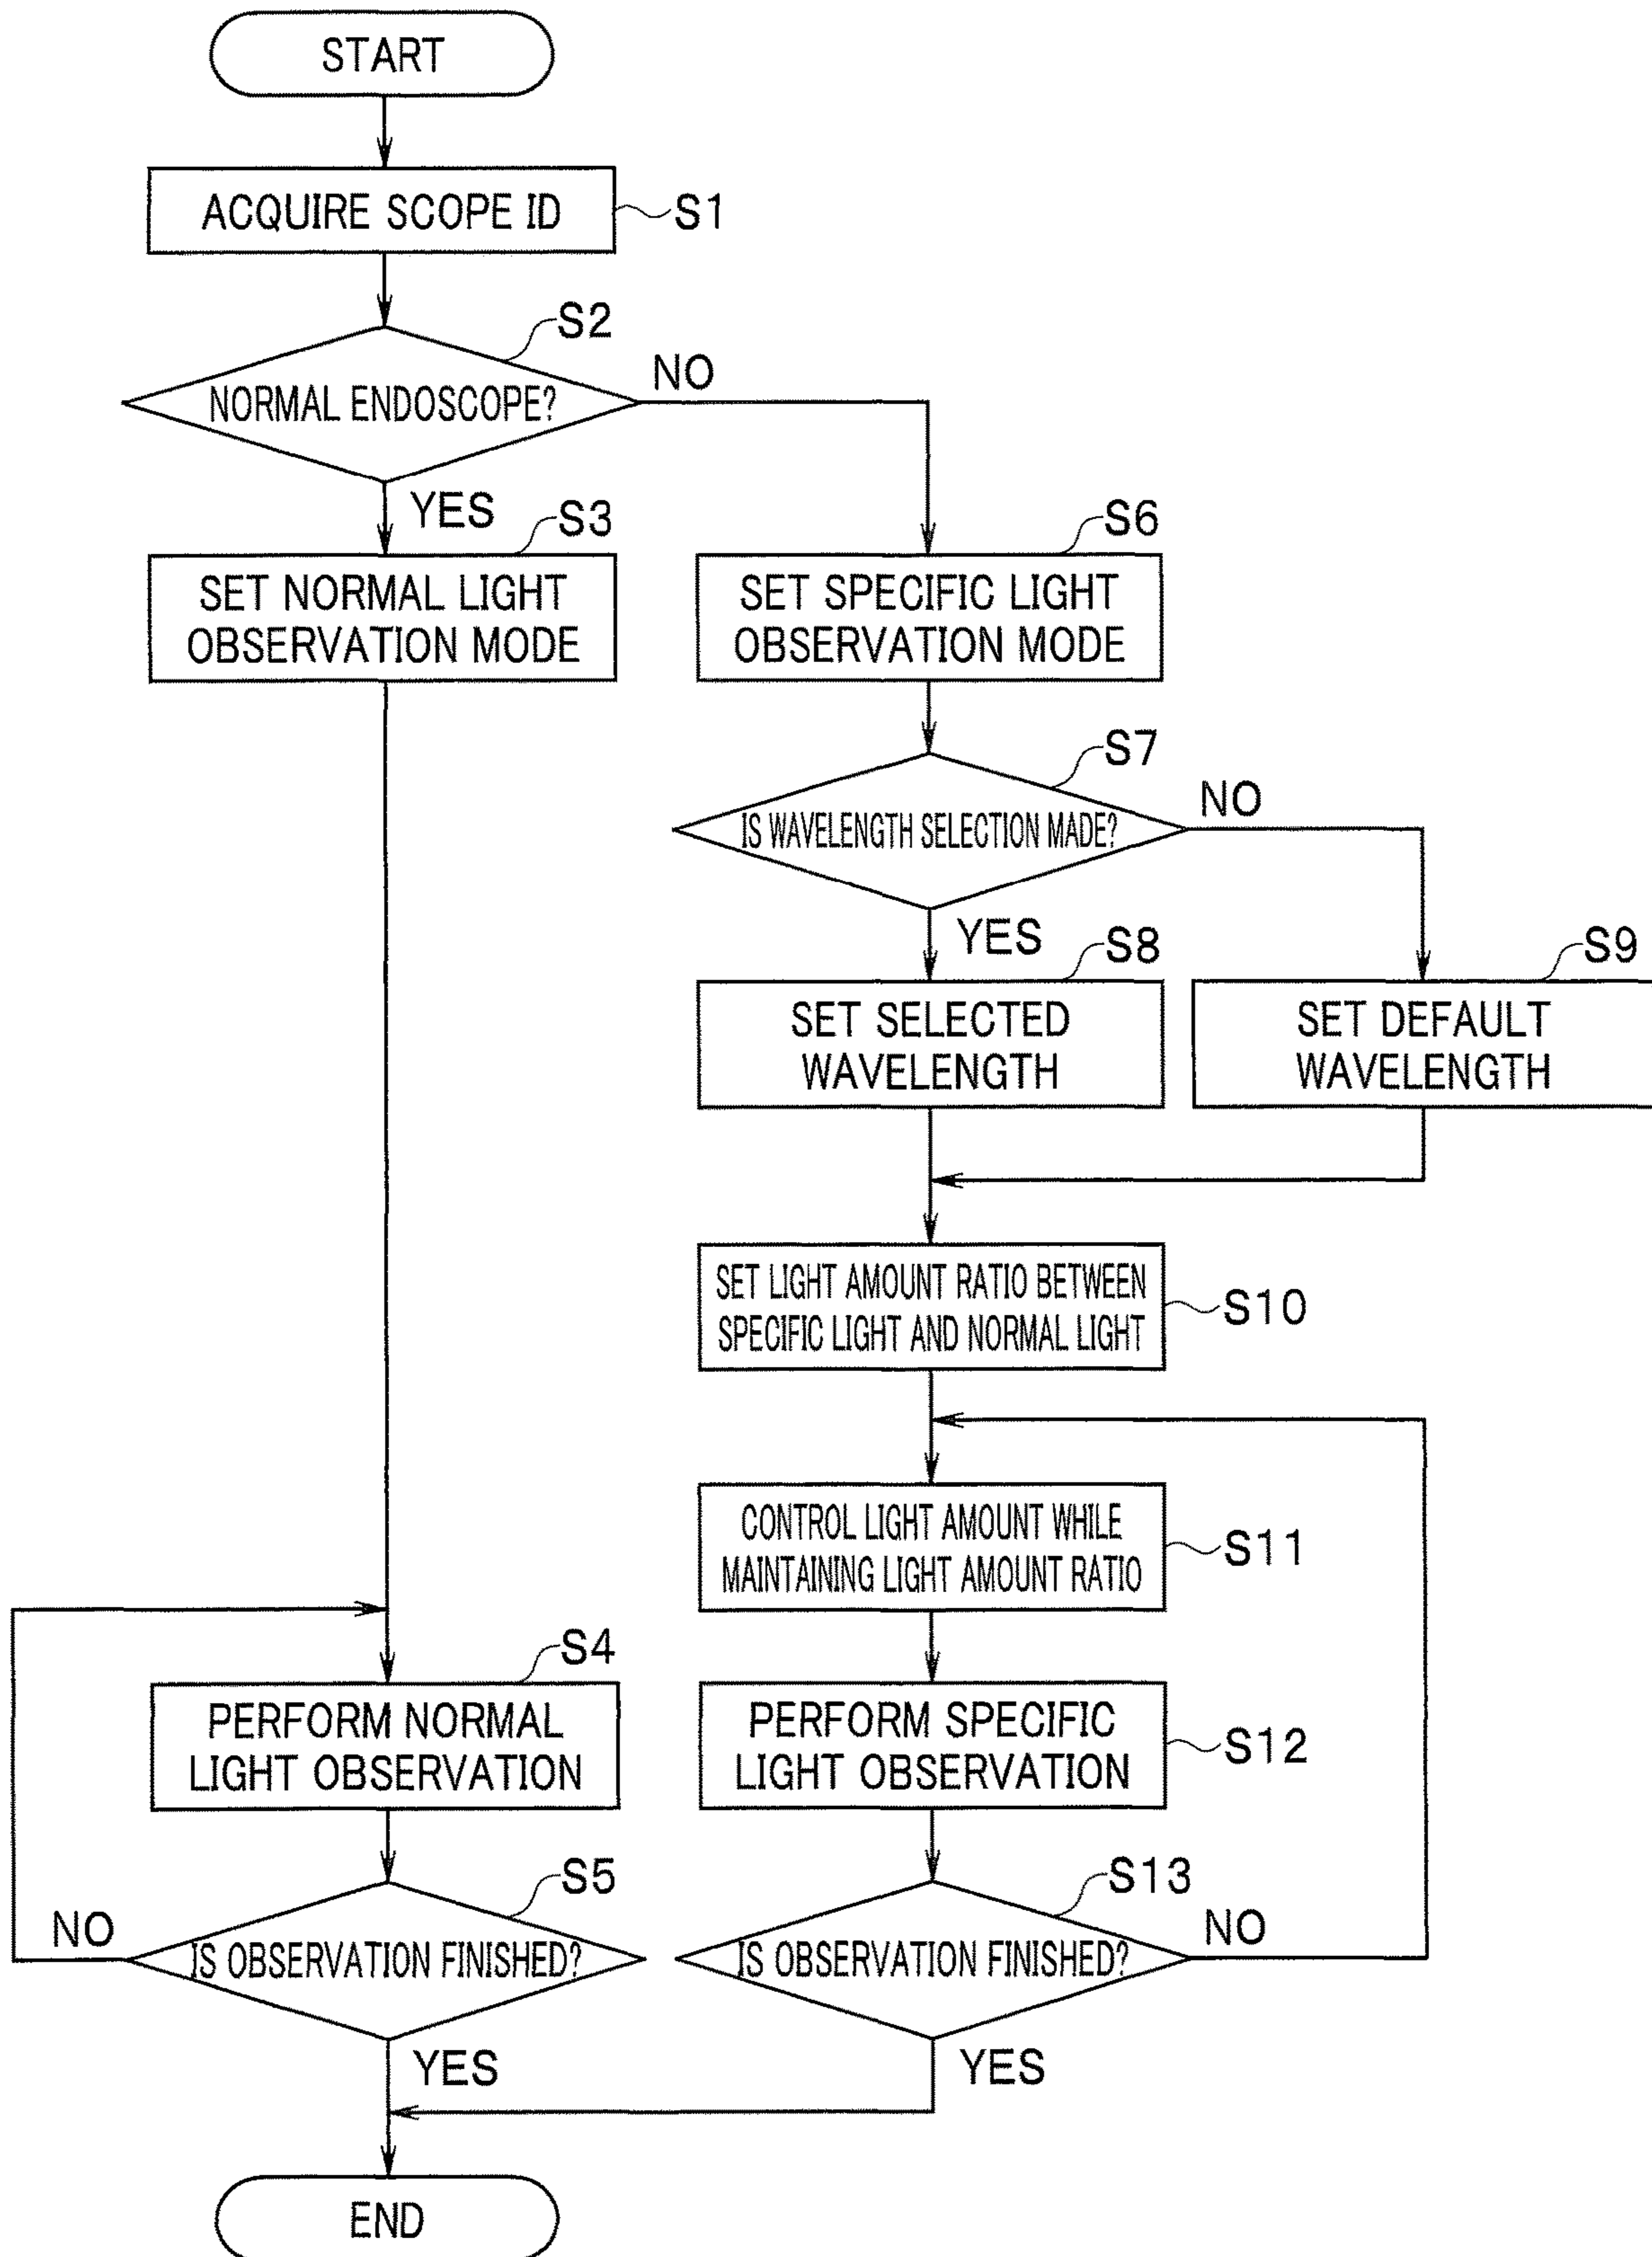 START
ACQUIRE SCOPE ID
S1
S2
NORMAL ENDOSCOPE?
NO
YES
S3
SET NORMAL LIGHT
OBSERVATION MODE
S6
SET SPECIFIC LIGHT
OBSERVATION MODE
S7
IS WAVELENGTH SELECTION MADE?
NO
YES
S8
SET SELECTED
WAVELENGTH
S9
SET DEFAULT
WAVELENGTH
SET LIGHT AMOUNT RATIO BETWEEN
SPECIFIC LIGHT AND NORMAL LIGHT
S10
CONTROL LIGHT AMOUNT WHILE
MAINTAINING LIGHT AMOUNT RATIO
S11
S4
PERFORM NORMAL
LIGHT OBSERVATION
PERFORM SPECIFIC
LIGHT OBSERVATION
S12
S5
NO
IS OBSERVATION FINISHED?
YES
S13
IS OBSERVATION FINISHED?
NO
YES
END